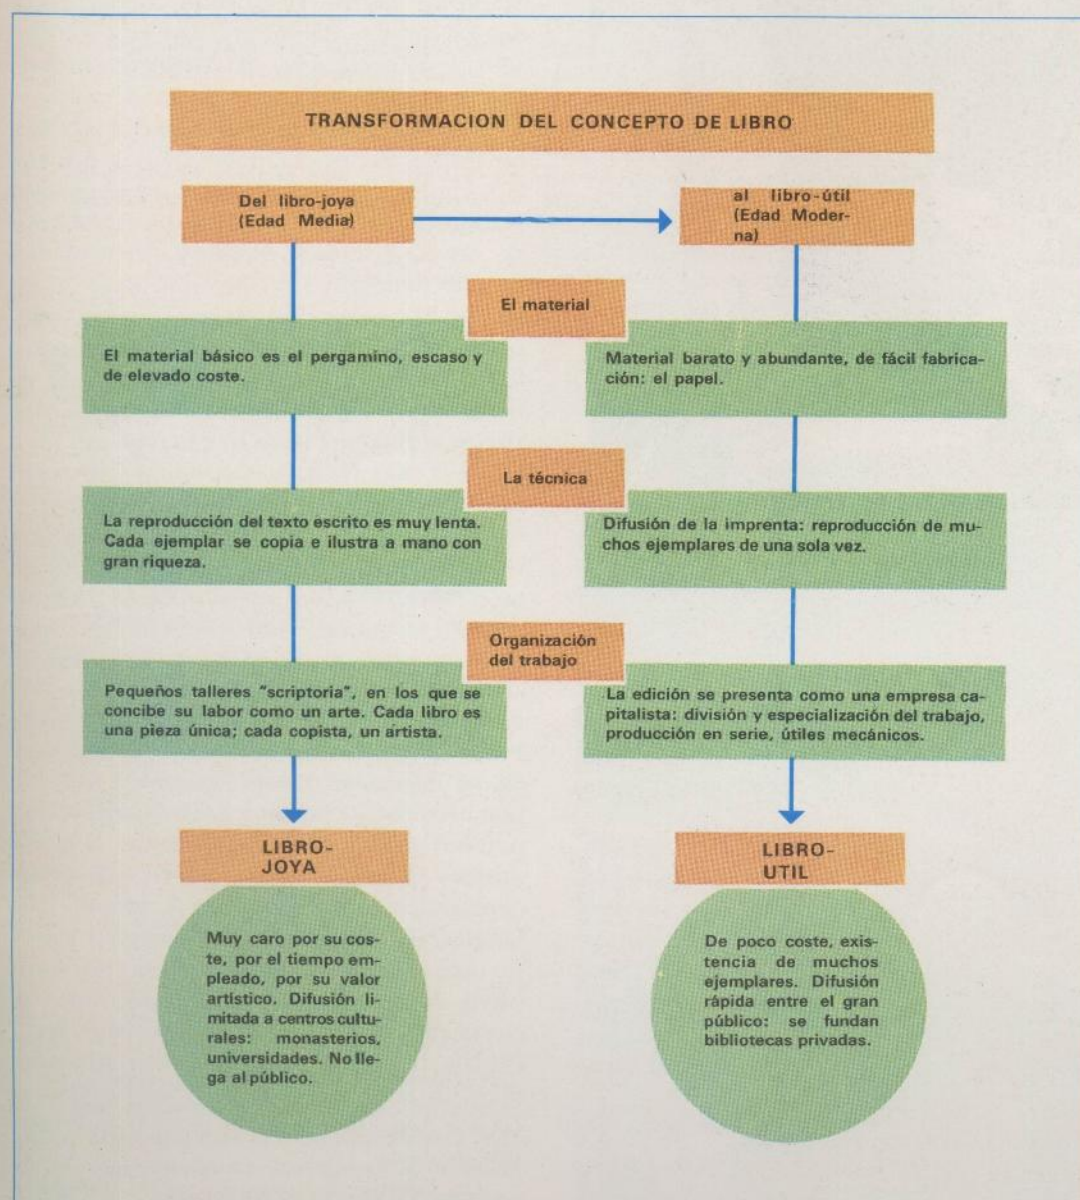 TRANSFORMACION DEL CONCEPTO DE LIBRO
Del libro-joya
(Edad Media)
al libro-útil
(Edad Moder-
na)
El material
El material básico es el pergamino, escaso y
de elevado coste.
Material barato y abundante, de fácil fabrica-
ción: el papel.
La técnica
La reproducción del texto escrito es muy lenta.
Cada ejemplar se copia e ilustra a mano con
gran riqueza.
Difusión de la imprenta: reproducción de mu-
chos ejemplares de una sola vez.
Organización
del trabajo
Pequeños talleres "scriptoria", en los que se
concibe su labor como un arte. Cada libro es
una pieza única; cada copista, un artista.
La edición se presenta como una empresa ca-
pitalista: división y especialización del trabajo,
producción en serie, útiles mecánicos.
LIBRO-
JOYA
Muy caro por su cos-
te, por el tiempo em-
pleado, por su valor
artístico. Difusión li-
mitada a centros cultu-
rales: monasterios,
universidades. No lle-
ga al público.
LIBRO-
UTIL
De poco coste, exis-
tencia de muchos
ejemplares. Difusión
rápida entre el gran
público: se fundan
bibliotecas privadas.